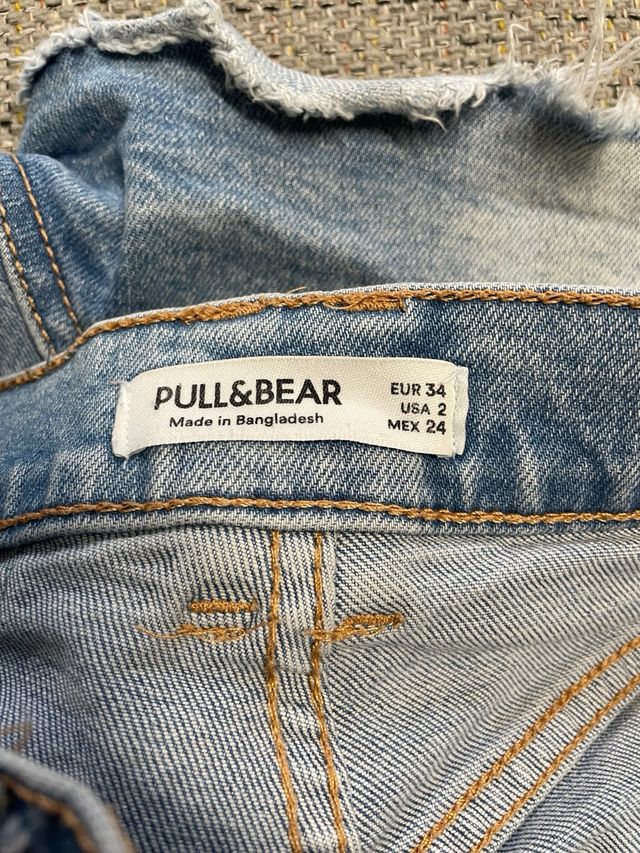 PULL&BEAR
Made in Bangladesh
EUR 34
USA 2
MEX 24